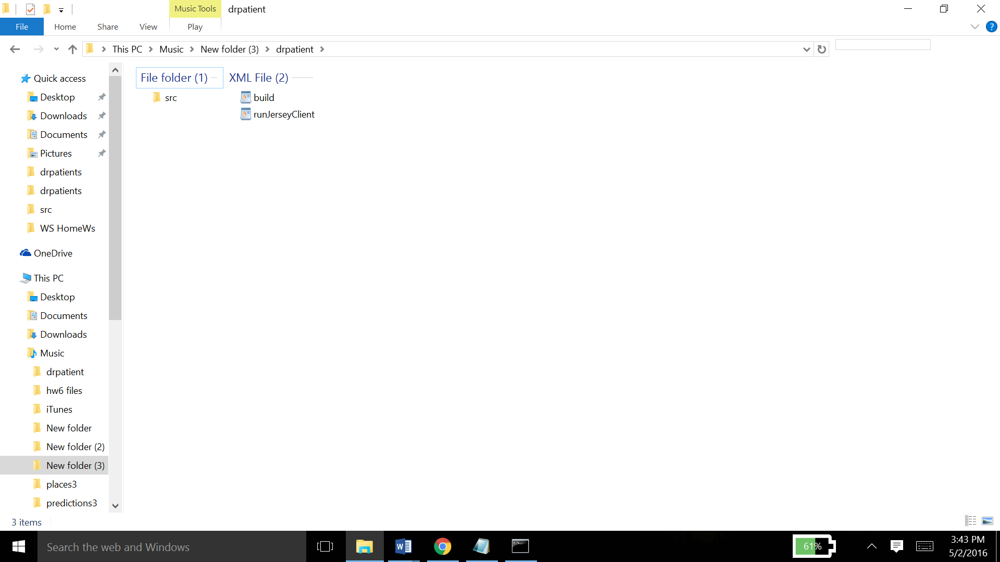 Music Tools
drpatient
File
Home
Share
View
Play
?
This PC
Music
New folder (3)
drpatient
Quick access
Desktop
Downloads
Documents
Pictures
drpatients
drpatients
src
WS HomeWs
OneDrive
This PC
Desktop
Documents
Downloads
Music
drpatient
hw6 files
iTunes
New folder
New folder (2)
New folder (3)
places3
predictions3
File folder (1)
src
XML File (2)
build
runJerseyClient
3 items
Search the web and Windows
61%
3:43 PM
5/2/2016